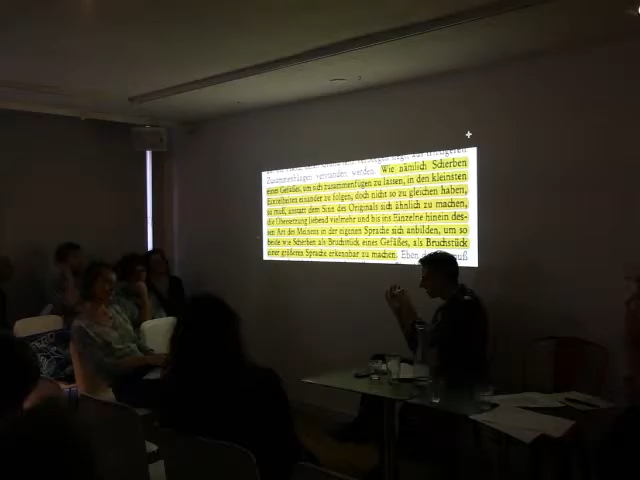 Zusammenhangs verstanden werden. Wie nämlich Scherben
eines Gefäßes, um sich zusammenfügen zu lassen, in den kleinsten
Einzelheiten einander zu folgen, doch nicht so zu gleichen haben,
so muß, anstatt dem Sinn des Originals sich ähnlich zu machen,
die Übersetzung liebend vielmehr und bis ins Einzelne hinein des-
sen Art des Meinens in der eigenen Sprache sich anbilden, um so
beide wie Scherben als Bruchstück eines Gefäßes, als Bruchstück
einer größeren Sprache erkennbar zu machen. Eben muß